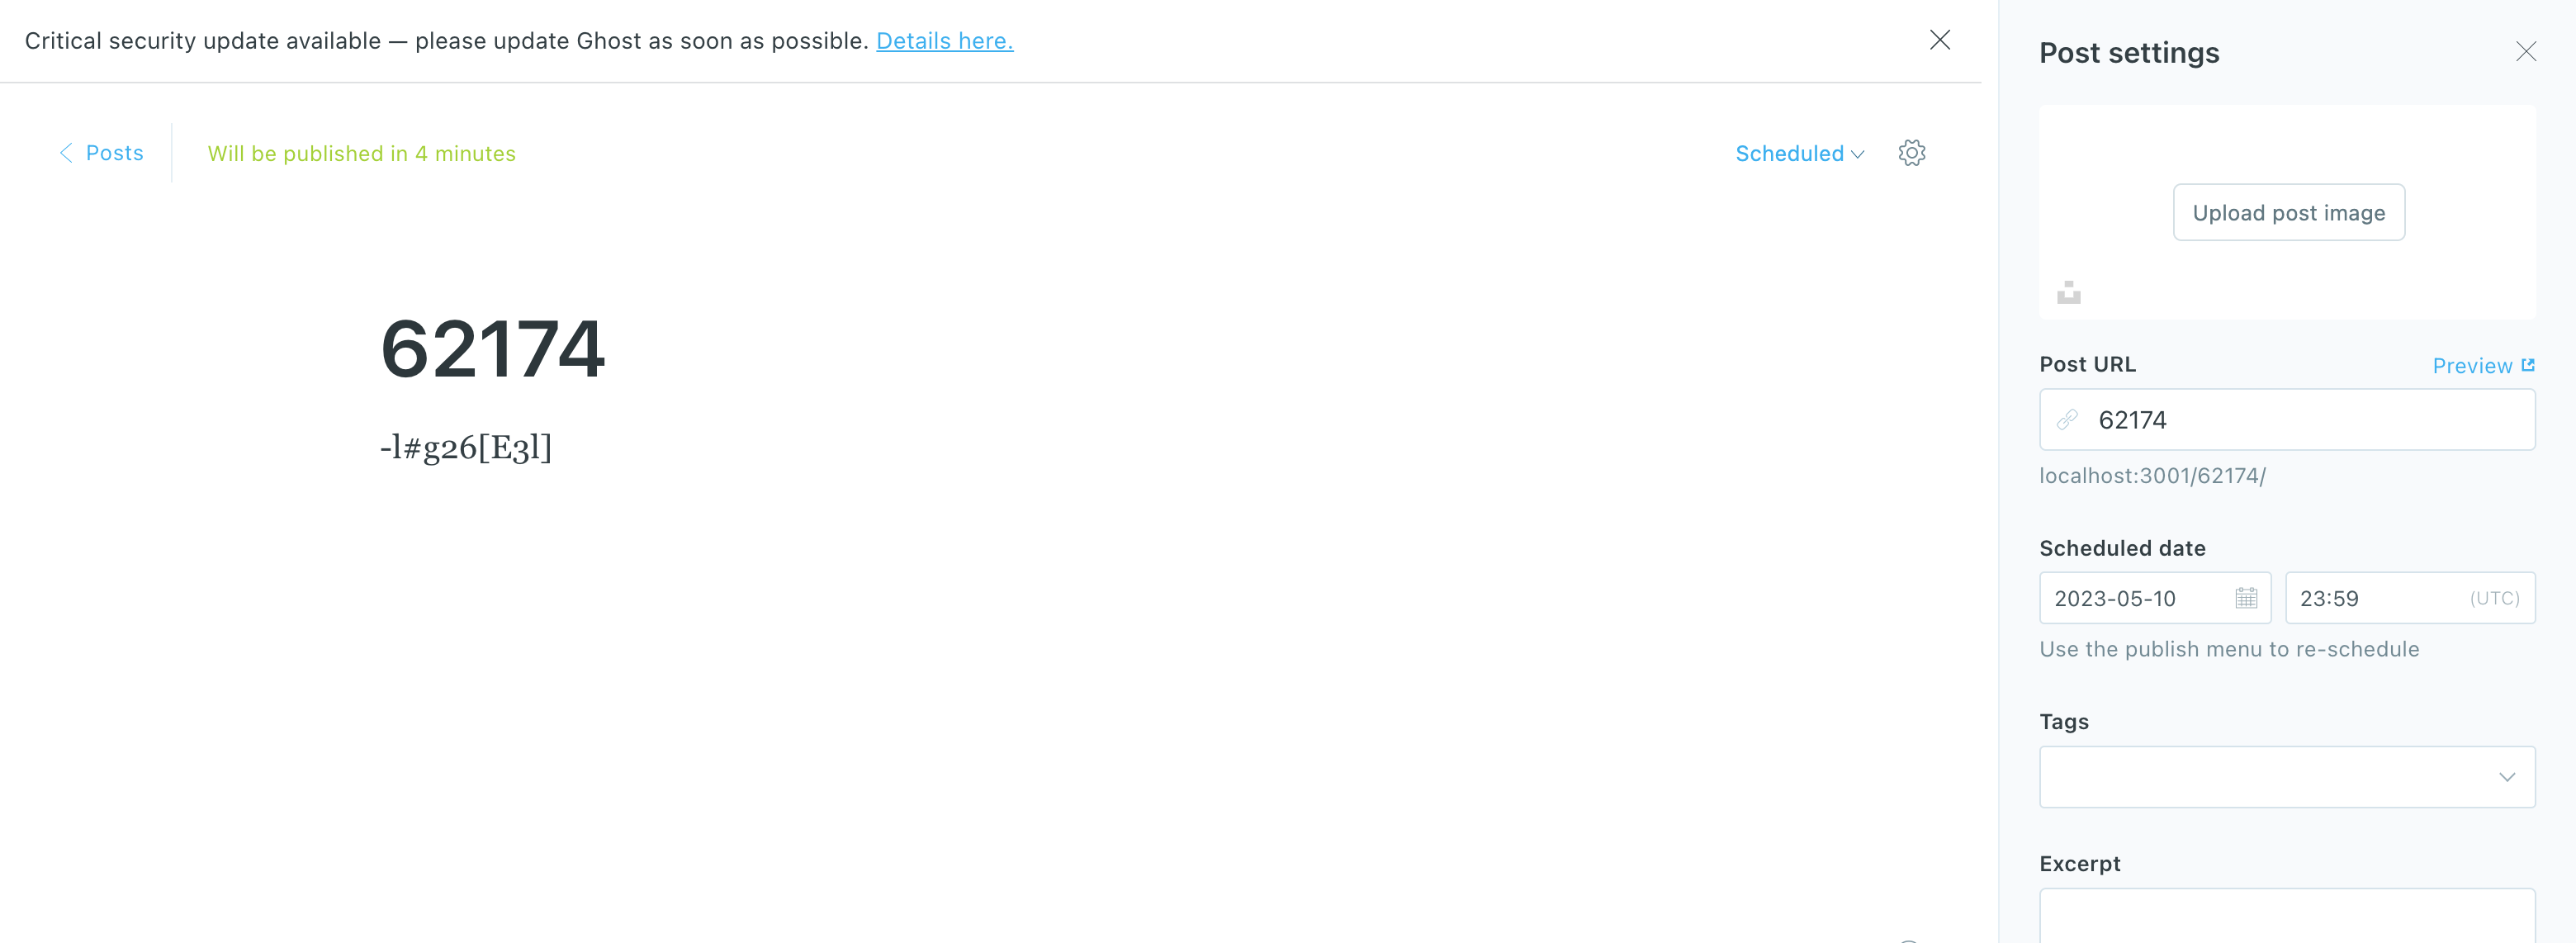 Critical security update available — please update Ghost as soon as possible. Details here.
Posts
Will be published in 4 minutes
Scheduled
62174
-l#g26[E3l]
Post settings
Upload post image
Post URL
Preview
62174
localhost:3001/62174/
Scheduled date
2023-05-10
23:59 (UTC)
Use the publish menu to re-schedule
Tags
Excerpt